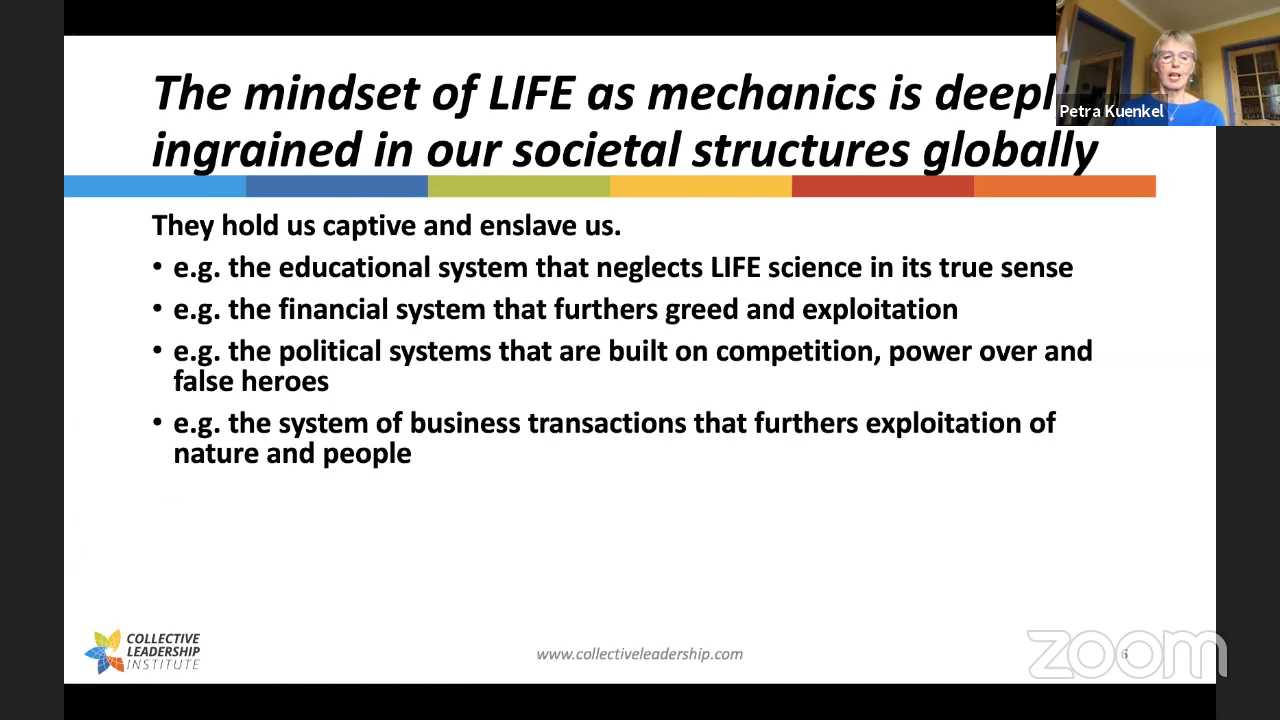 The mindset of LIFE as mechanics is deepl
Petra Kuenkel
ingrained in our societal structures globally
They hold us captive and enslave us.
• e.g. the educational system that neglects LIFE science in its true sense
• e.g. the financial system that furthers greed and exploitation
• e.g. the political systems that are built on competition, power over and
false heroes
• e.g. the system of business transactions that furthers exploitation of
nature and people
COLLECTIVE
LEADERSHIP
INSTITUTE
www.collectiveleadership.com
6
zoom